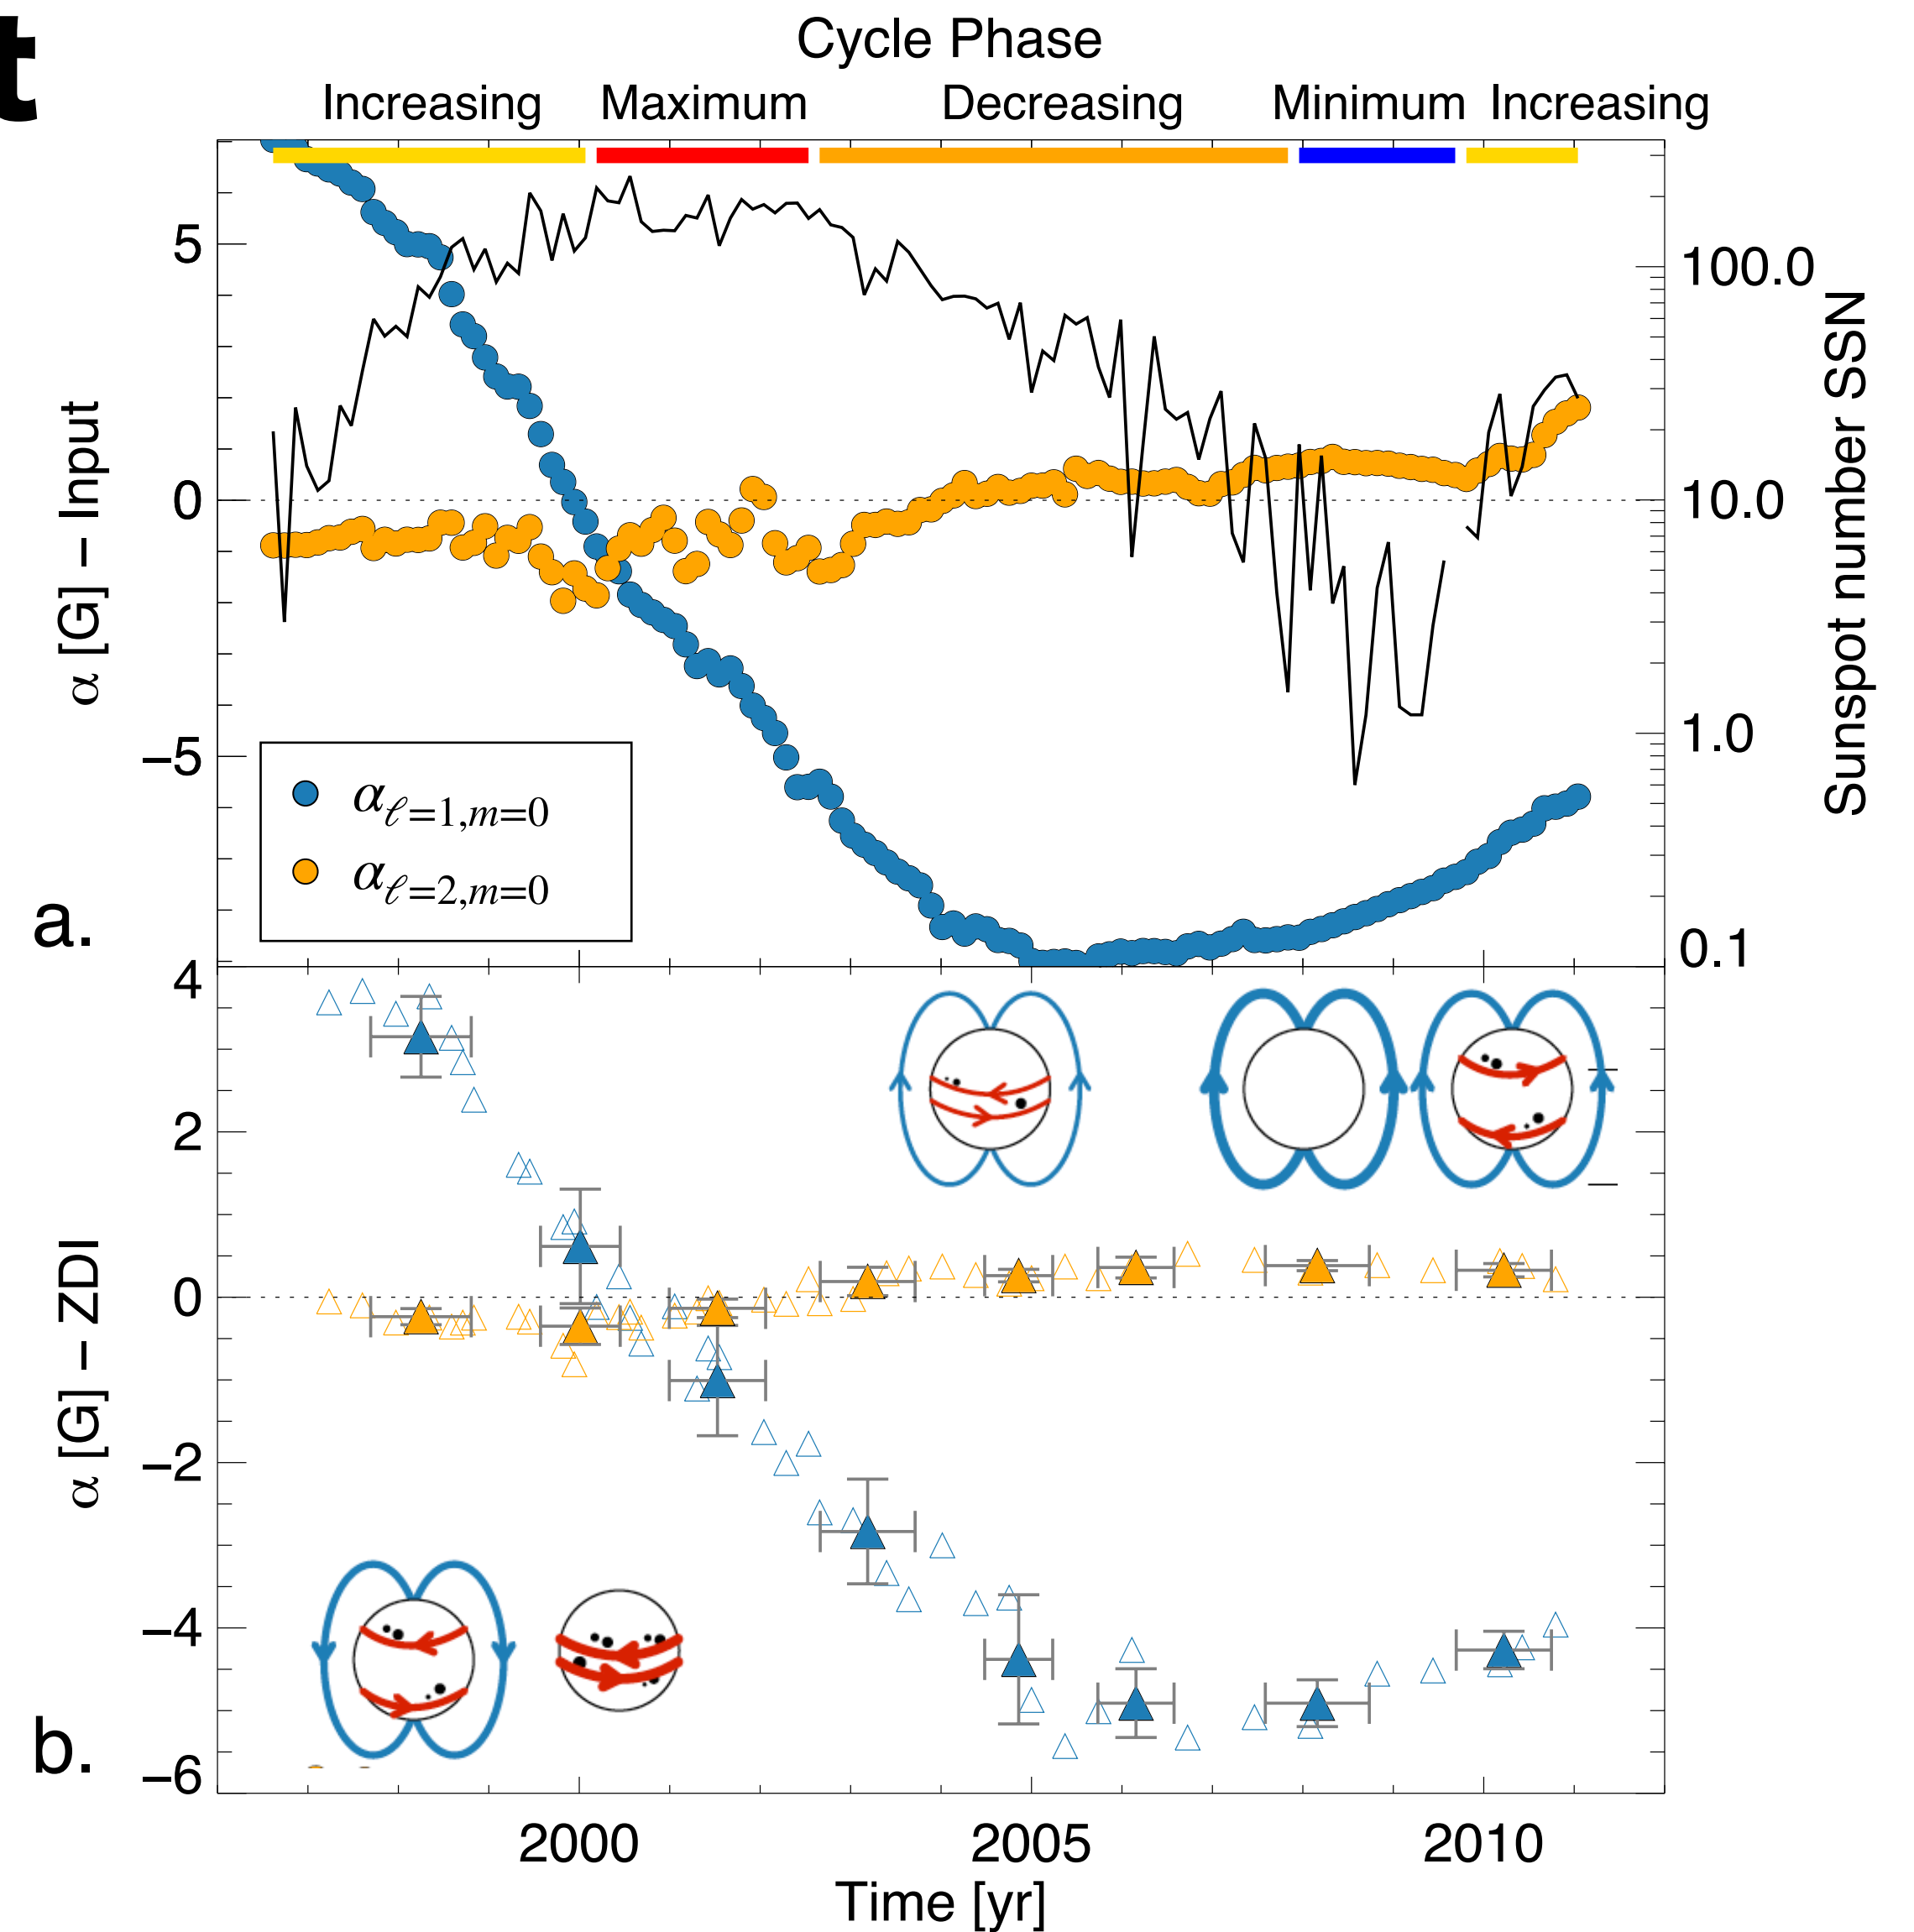 t
Cycle Phase
Increasing Maximum Decreasing Minimum Increasing
5
0
−5
α [G] − Input
100.0
10.0
1.0
0.1
Sunspot number SSN
αℓ=1,m=0
αℓ=2,m=0
a.
4
2
0
−2
−4
−6
α [G] − ZDI
b.
2000 2005 2010
Time [yr]